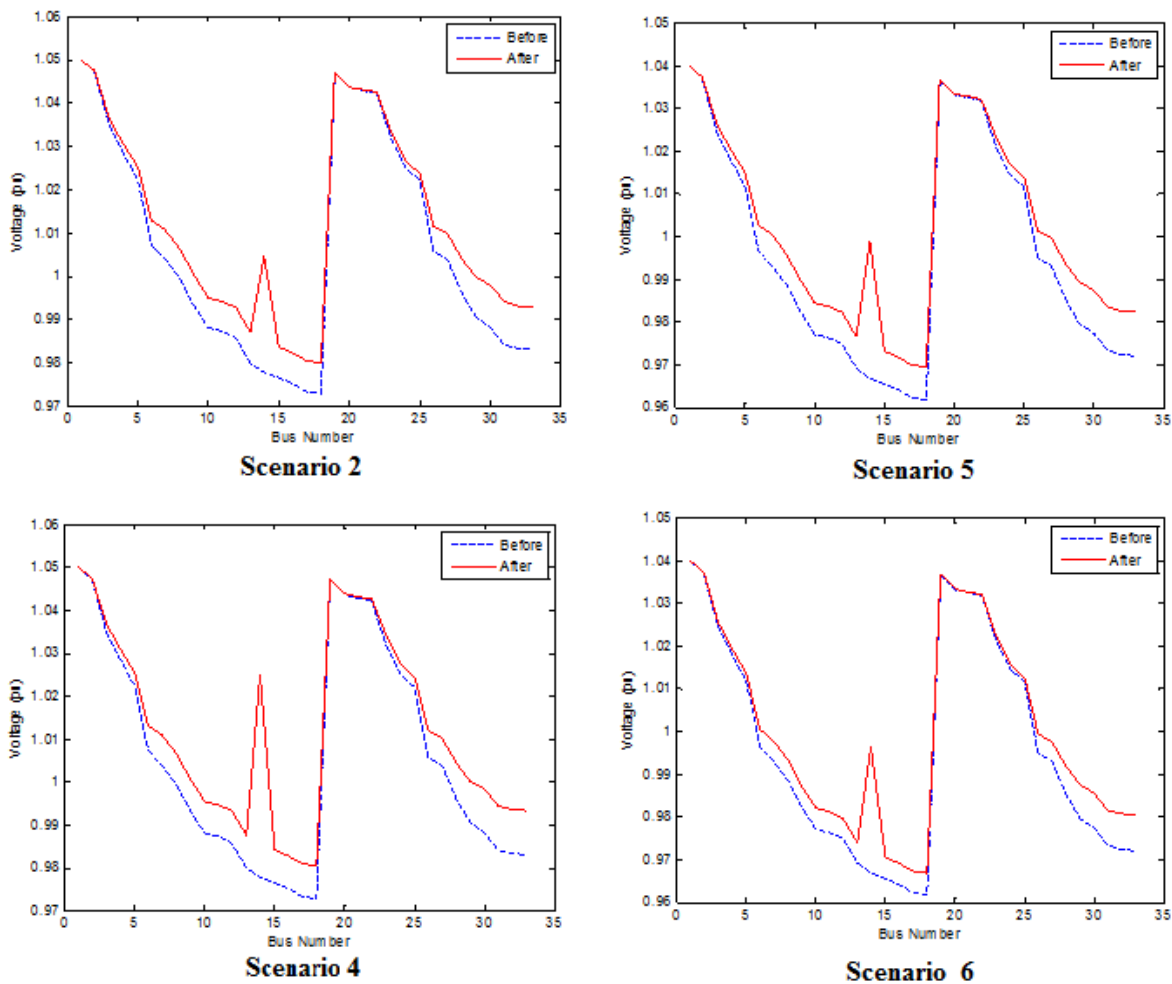 1.06
1.05
1.04
1.03
1.02
1.01
1
0.99
0.98
0.97
0 5 10 15 20 25 30 35
Voltage (pu)
Bus Number
Before
After
Scenario 2
1.05
1.04
1.03
1.02
1.01
1
0.99
0.98
0.97
0.96
0 5 10 15 20 25 30 35
Voltage (pu)
Bus Number
Before
After
Scenario 5
1.06
1.05
1.04
1.03
1.02
1.01
1
0.99
0.98
0.97
0 5 10 15 20 25 30 35
Voltage (pu)
Bus Number
Before
After
Scenario 4
1.05
1.04
1.03
1.02
1.01
1
0.99
0.98
0.97
0.96
0 5 10 15 20 25 30 35
Voltage (pu)
Bus Number
Before
After
Scenario 6